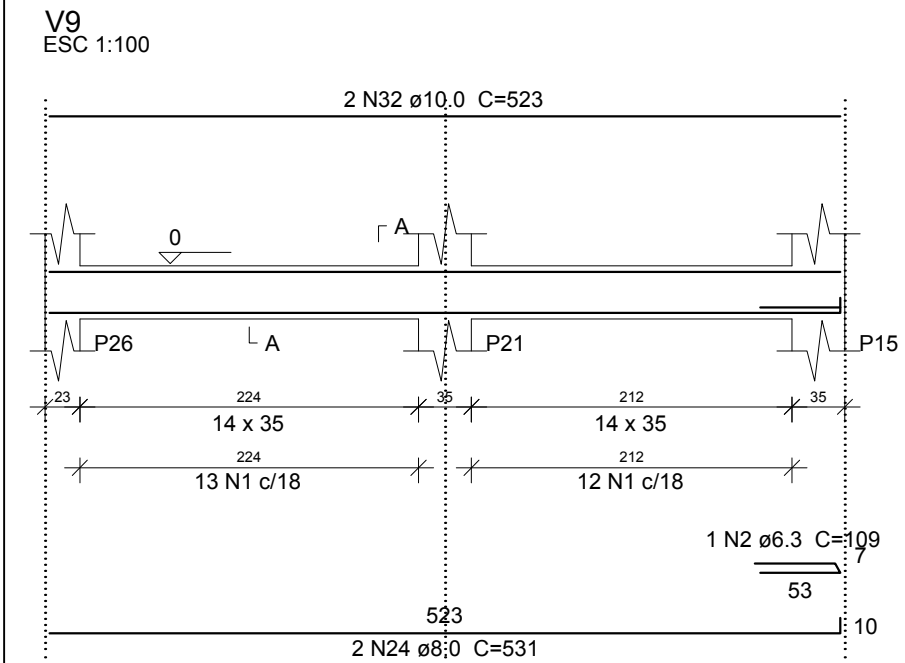 V9
ESC 1:100
2 N32 ø10.0 C=523
0
A
P26
A
P21
P15
23
224
35
212
35
14 x 35
14 x 35
224
212
13 N1 c/18
12 N1 c/18
1 N2 ø6.3 C=109
7
53
523
10
2 N24 ø8.0 C=531